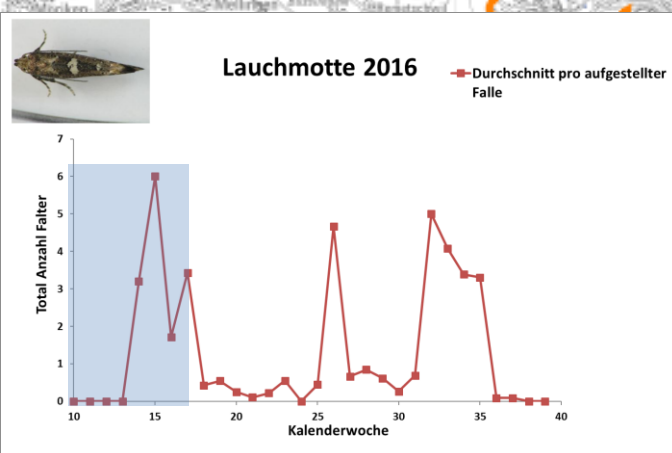 Lauchmotte 2016
Durchschnitt pro aufgestellter
Falle
Total Anzahl Falter
7
6
5
4
3
2
1
0
10 15 20 25 30 35 40
Kalenderwoche